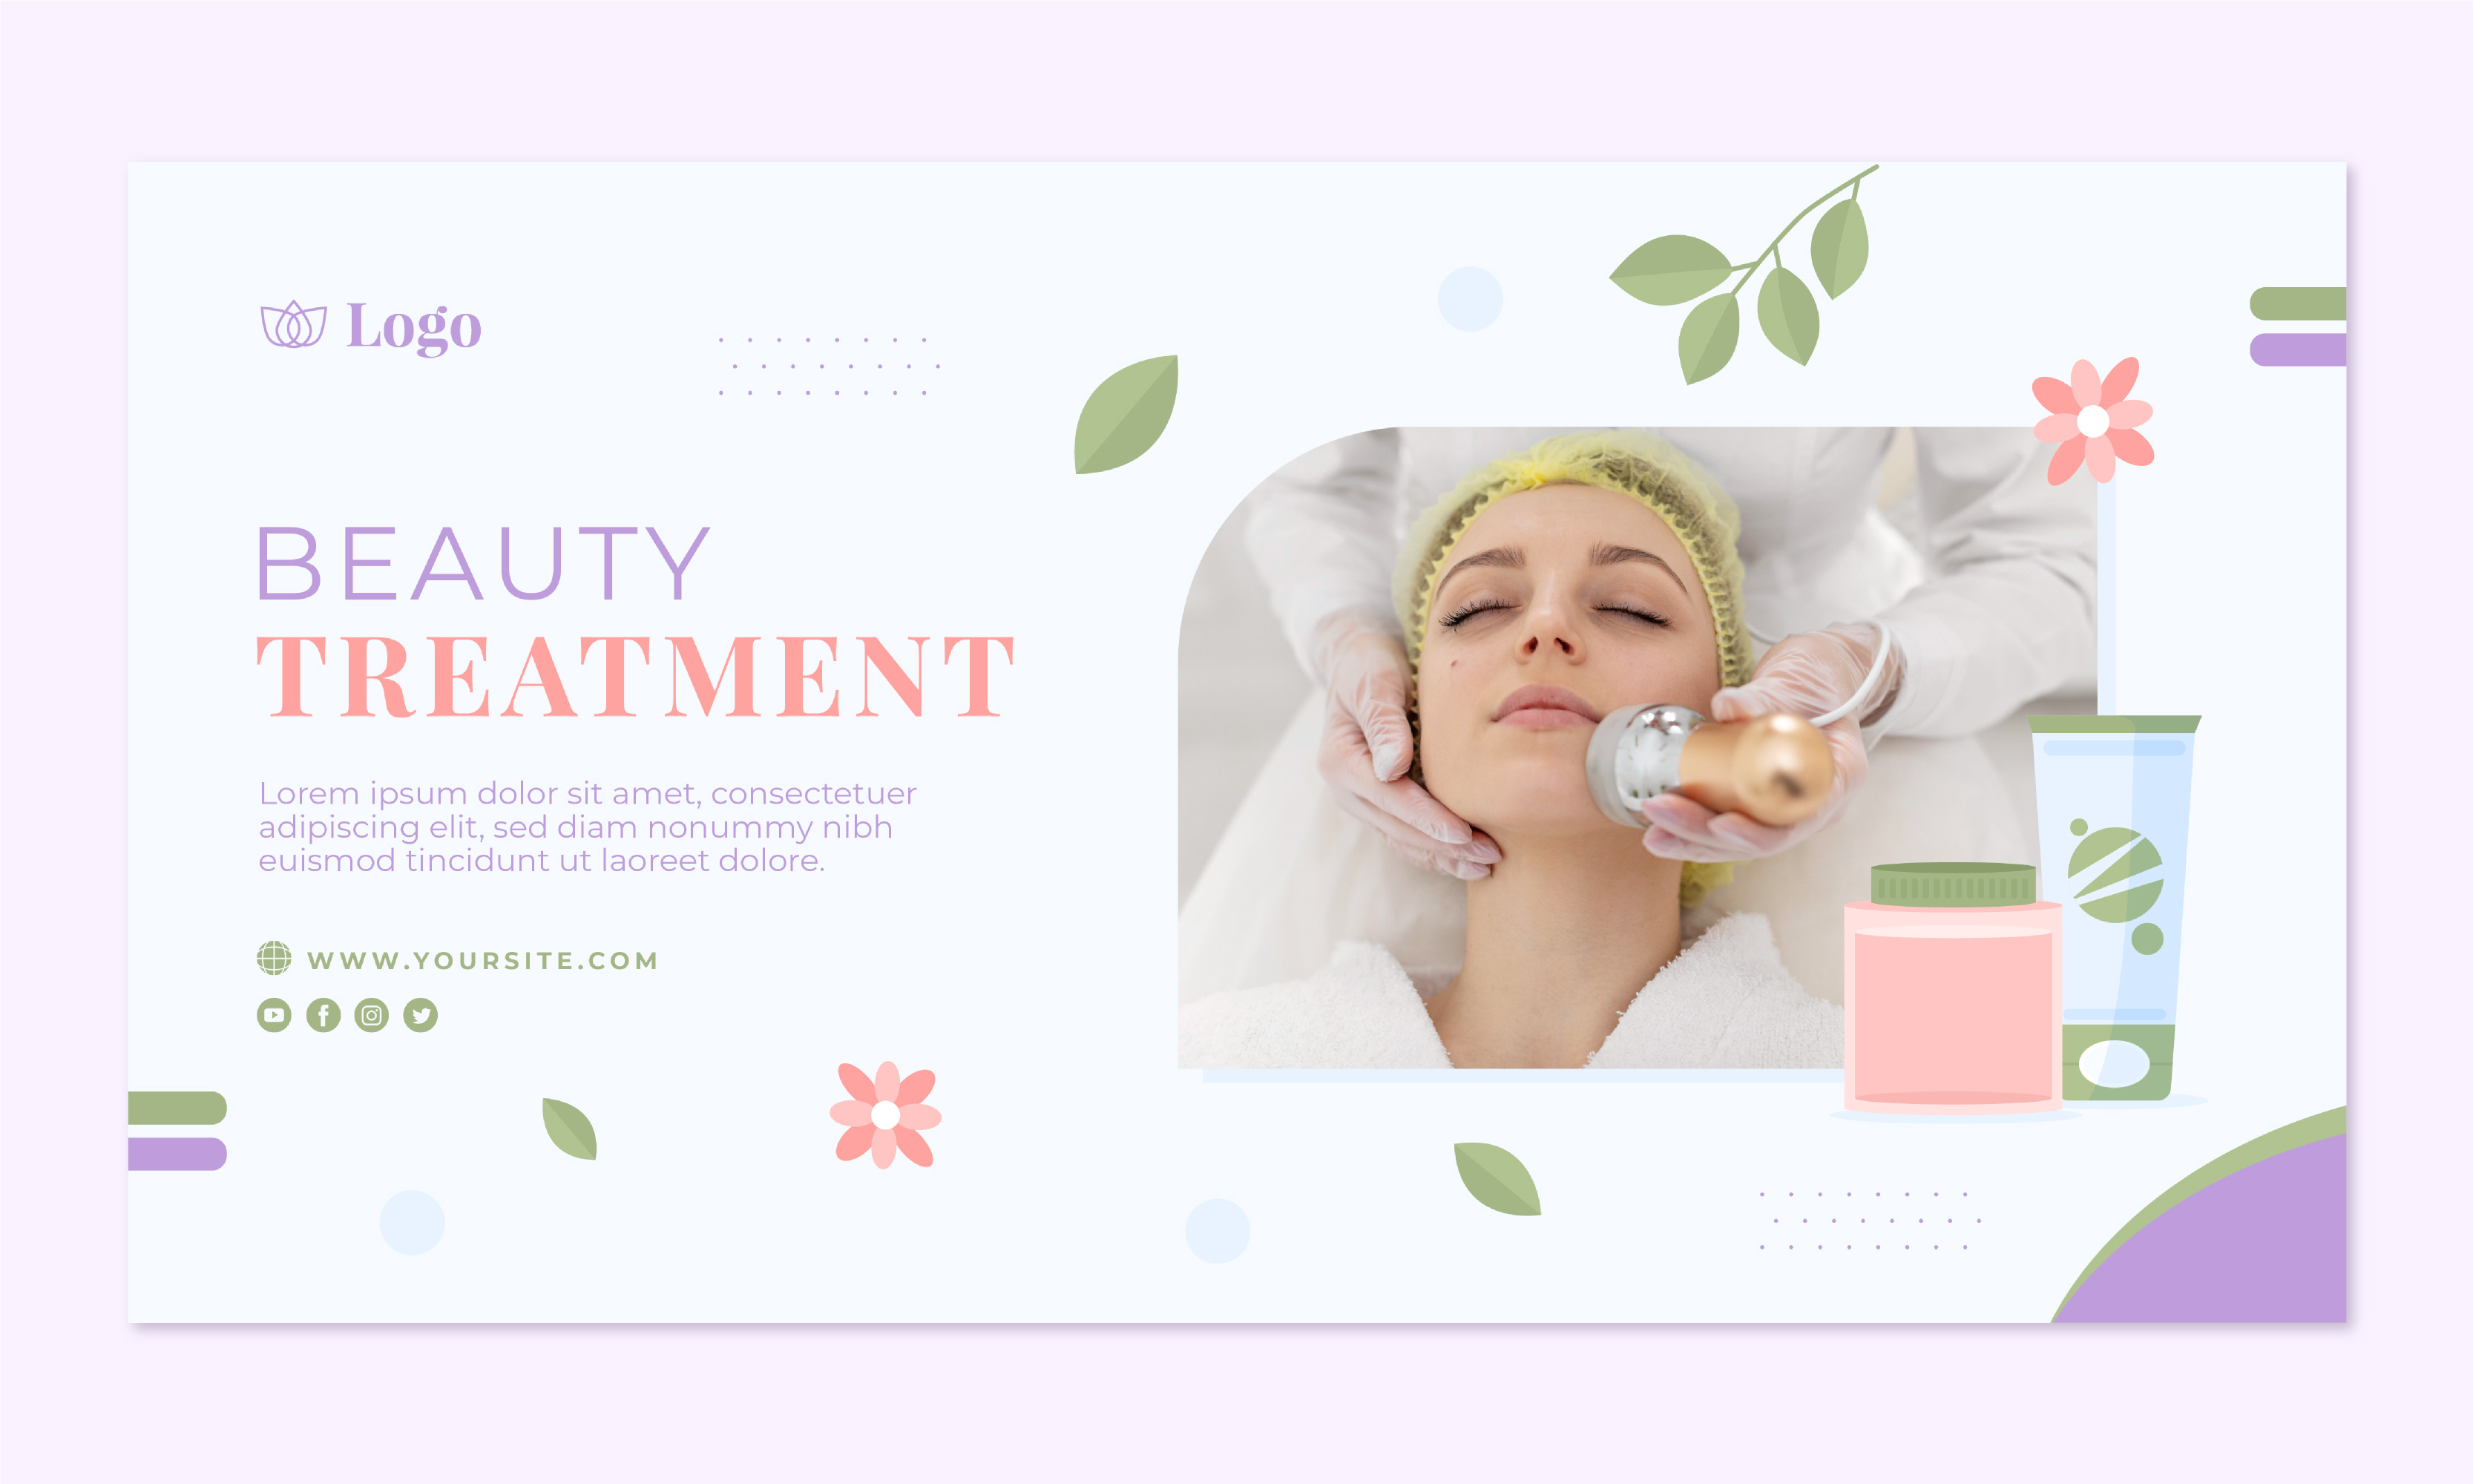 Logo
BEAUTY
TREATMENT
Lorem ipsum dolor sit amet, consectetuer
adipiscing elit, sed diam nonummy nibh
euismod tincidunt ut laoreet dolore.
WWW.YOURSITE.COM